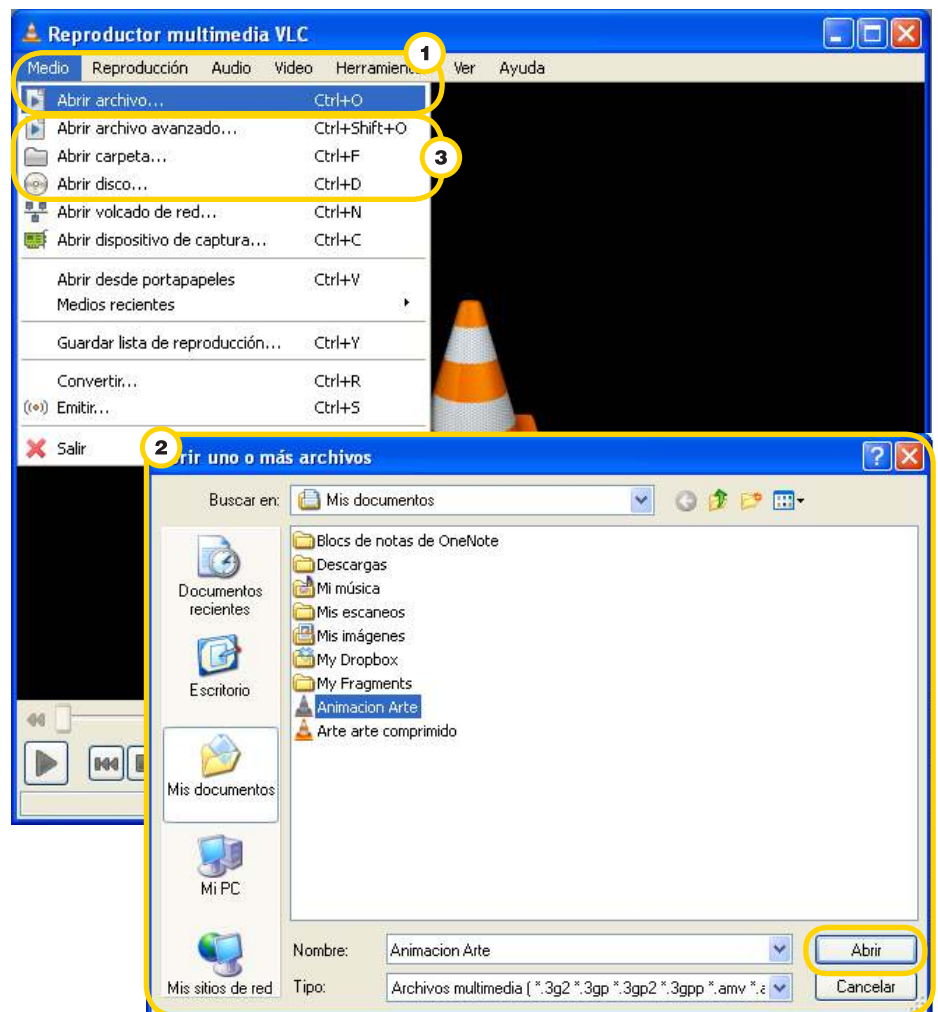 Reproductor multimedia VLC
1
Medio Reproducción Audio Video Ver Ayuda
Abrir archivo... Ctrl+O
Abrir archivo avanzado... Ctrl+Shift+O
Abrir carpeta... Ctrl+F
3
Abrir disco... Ctrl+D
Abrir volcado de red... Ctrl+N
Abrir dispositivo de captura... Ctrl+C
Abrir desde portapapeles Ctrl+V
Medios recientes
Guardar lista de reproducción... Ctrl+Y
Convertir... Ctrl+R
Emitir... Ctrl+S
Salir
2
uno o más archivos
Buscar en: Mis documentos
Blocs de notas de OneNote
Descargas
Mi música
Mis escaneos
Mis imágenes
My Dropbox
My Fragments
Animacion Arte
Arte arte comprimido
Documentos
recientes
Escritorio
Mis documentos
Mi PC
Mis sitios de red
Nombre: Animacion Arte Abrir
Tipo: Archivos multimedia ( *.3g2 *.3gp *.3gp2 *.3gpp *.amv Cancelar